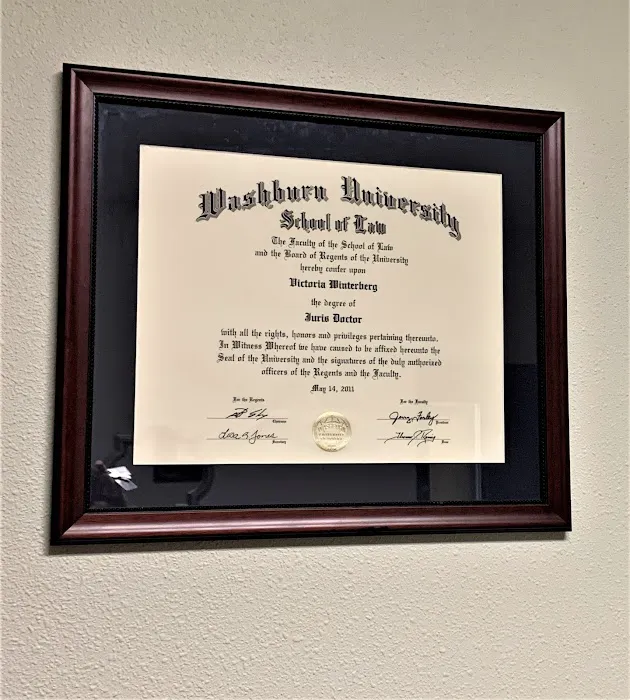 Washburn University
School of Law
The Faculty of the School of Law
and the Board of Regents of the University
hereby confer upon
Victoria Winterberg
the degree of
Juris Doctor
with all the rights, honors and privileges pertaining thereunto.
In Witness Whereof we have caused to be affixed hereunto the
Seal of the University and the signatures of the duly authorized
officers of the Regents and the Faculty.
May 14, 2011
For the Regents
For the Faculty
Chairman
President
Secretary
Dean